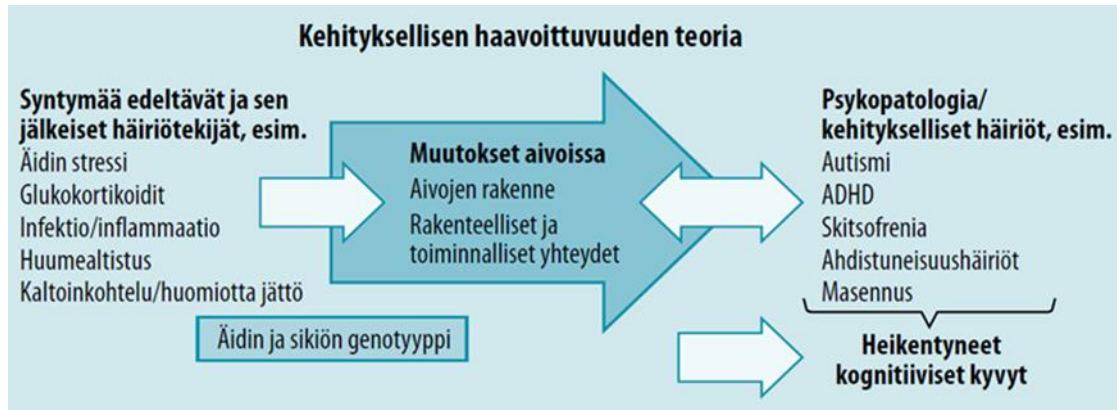 Kehityksellisen haavoittuvuuden teoria
Syntymää edeltävät ja sen
jälkeiset häiriötekijät, esim.
Äidin stressi
Glukokortikoidit
Infektio/inflammaatio
Huumealtistus
Kaltoinkohtelu/huomiotta jättö
Äidin ja sikiön genotyyppi
Muutokset aivoissa
Aivojen rakenne
Rakenteelliset ja
toiminnalliset yhteydet
Psykopatologia/
kehitykselliset häiriöt, esim.
Autismi
ADHD
Skitsofrenia
Ahdistuneisuushäiriöt
Masennus
Heikentyneet
kognitiiviset kyvyt